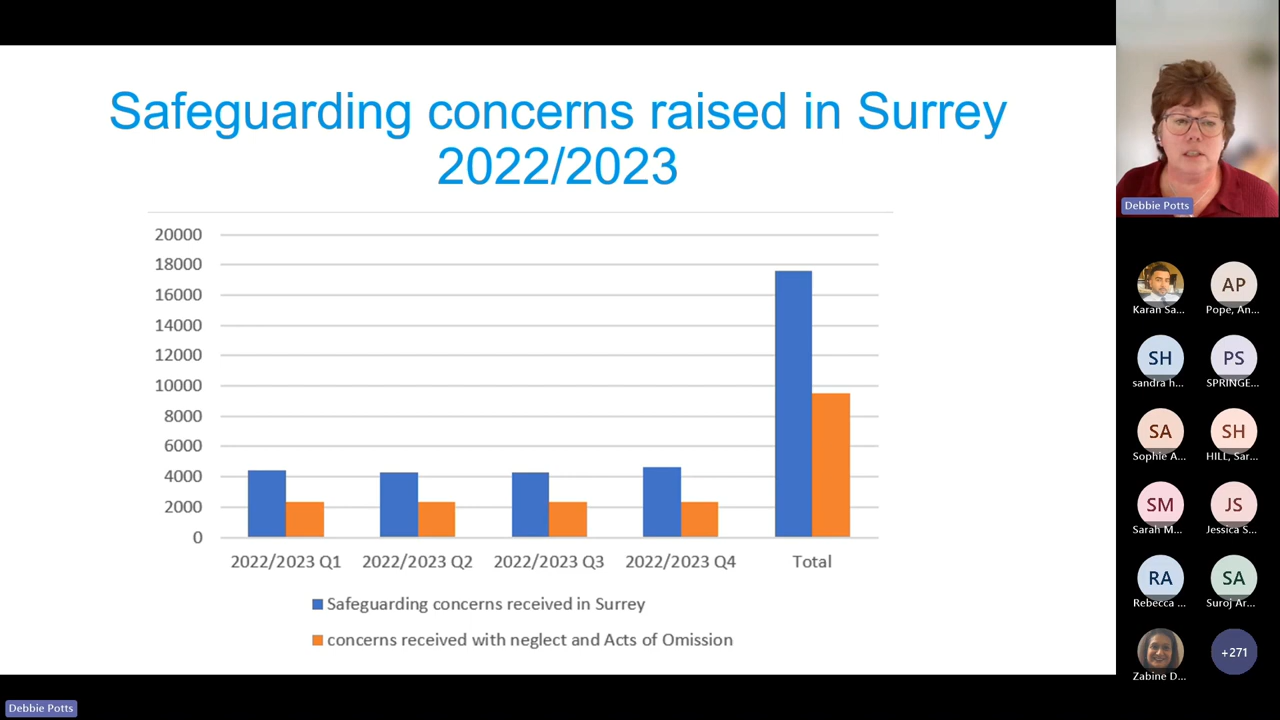 Safeguarding concerns raised in Surrey
2022/2023
20000
18000
16000
14000
12000
10000
8000
6000
4000
2000
0
2022/2023 Q1
2022/2023 Q2
2022/2023 Q3
2022/2023 Q4
Total
Safeguarding concerns received in Surrey
concerns received with neglect and Acts of Omission
Debbie Potts
Karan Sa...
AP
Pope, An...
SH
sandra h...
PS
SPRINGE...
SA
Sophie A...
SH
HILL, Sar...
SM
Sarah M...
JS
Jessica S...
RA
Rebecca ...
SA
Suroj Ar...
Zabine D...
+271
Debbie Potts